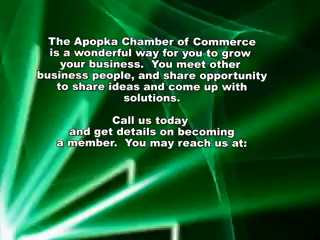 The Apopka Chamber of Commerce
is a wonderful way for you to grow
your business. You meet other
business people, and share opportunity
to share ideas and come up with
solutions.
Call us today
and get details on becoming
a member. You may reach us at: